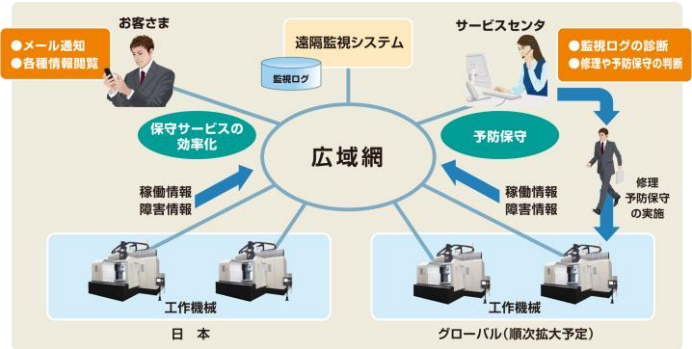 お客さま
●メール通知
●各種情報閲覧
遠隔監視システム
監視ログ
サービスセンタ
●監視ログの診断
●修理や予防保守の判断
保守サービスの
効率化
広域網
予防保守
稼働情報
障害情報
稼働情報
障害情報
修理
予防保守
の実施
工作機械
日 本
工作機械
グローバル(順次拡大予定)